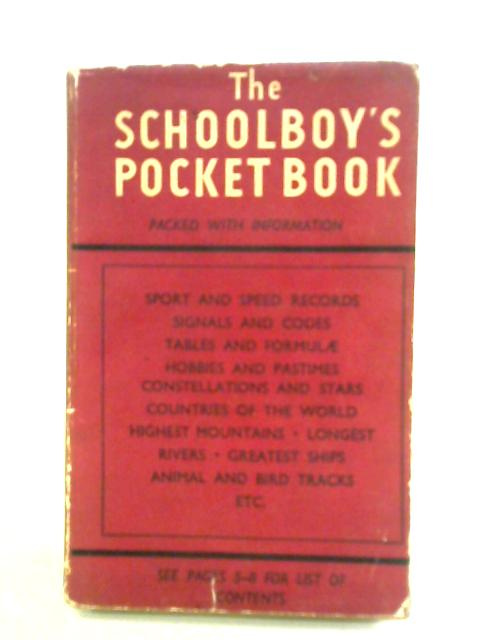 The
SCHOOLBOY'S
POCKET BOOK
PACKED WITH INFORMATION
SPORT AND SPEED RECORDS
SIGNALS AND CODES
TABLES AND FORMULÆ
HOBBIES AND PASTIMES
CONSTELLATIONS AND STARS
COUNTRIES OF THE WORLD
HIGHEST MOUNTAINS · LONGEST
RIVERS · GREATEST SHIPS
ANIMAL AND BIRD TRACKS
ETC.
SEE PAGES 5–8 FOR LIST OF
CONTENTS